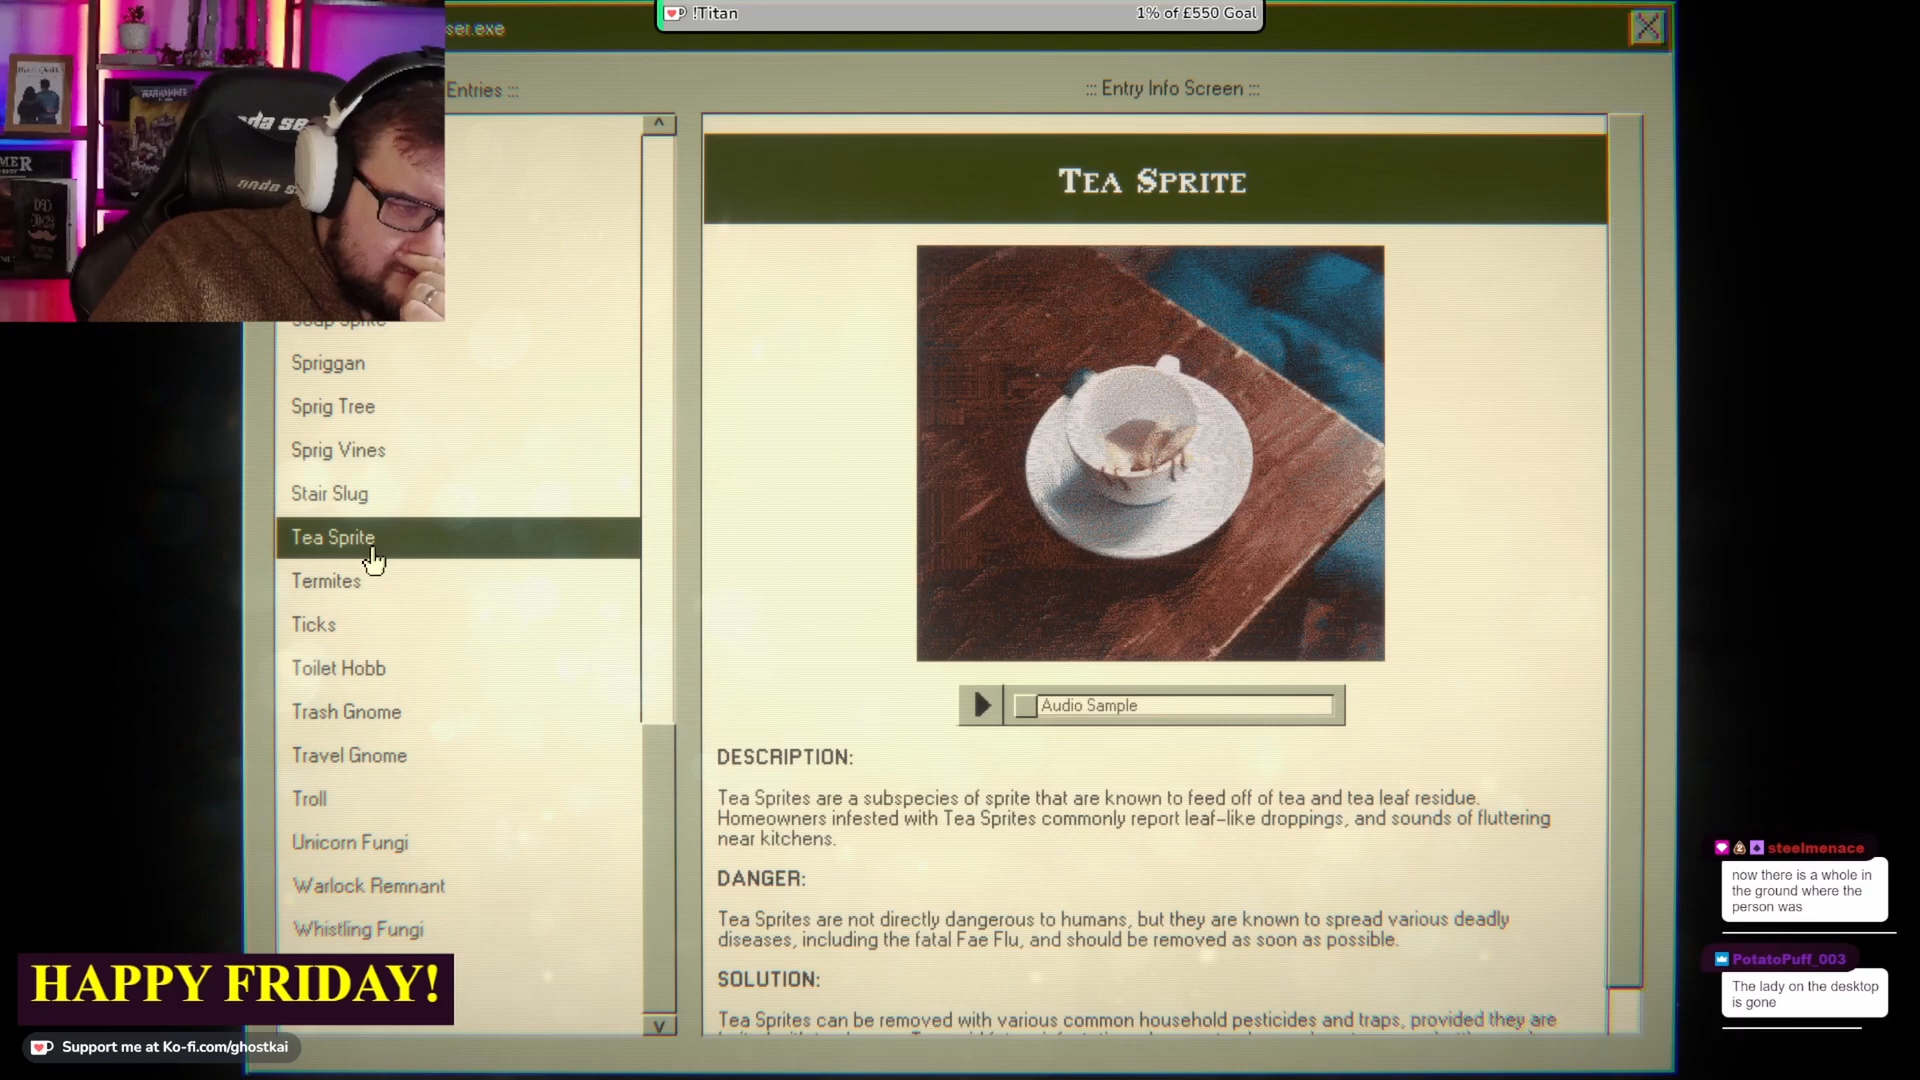 ser.exe
!Titan
1% of £550 Goal
Entries :::
::: Entry Info Screen :::
TEA SPRITE
Soap Sprite
Spriggan
Sprig Tree
Sprig Vines
Stair Slug
Tea Sprite
Termites
Ticks
Toilet Hobb
Trash Gnome
Travel Gnome
Troll
Unicorn Fungi
Warlock Remnant
Whistling Fungi
Audio Sample
DESCRIPTION:
Tea Sprites are a subspecies of sprite that are known to feed off of tea and tea leaf residue.
Homeowners infested with Tea Sprites commonly report leaf-like droppings, and sounds of fluttering
near kitchens.
DANGER:
Tea Sprites are not directly dangerous to humans, but they are known to spread various deadly
diseases, including the fatal Fae Flu, and should be removed as soon as possible.
SOLUTION:
Tea Sprites can be removed with various common household pesticides and traps, provided they are
steelmenace
now there is a whole in
the ground where the
person was
PotatoPuff_003
The lady on the desktop
is gone
HAPPY FRIDAY!
Support me at Ko-fi.com/ghostkai